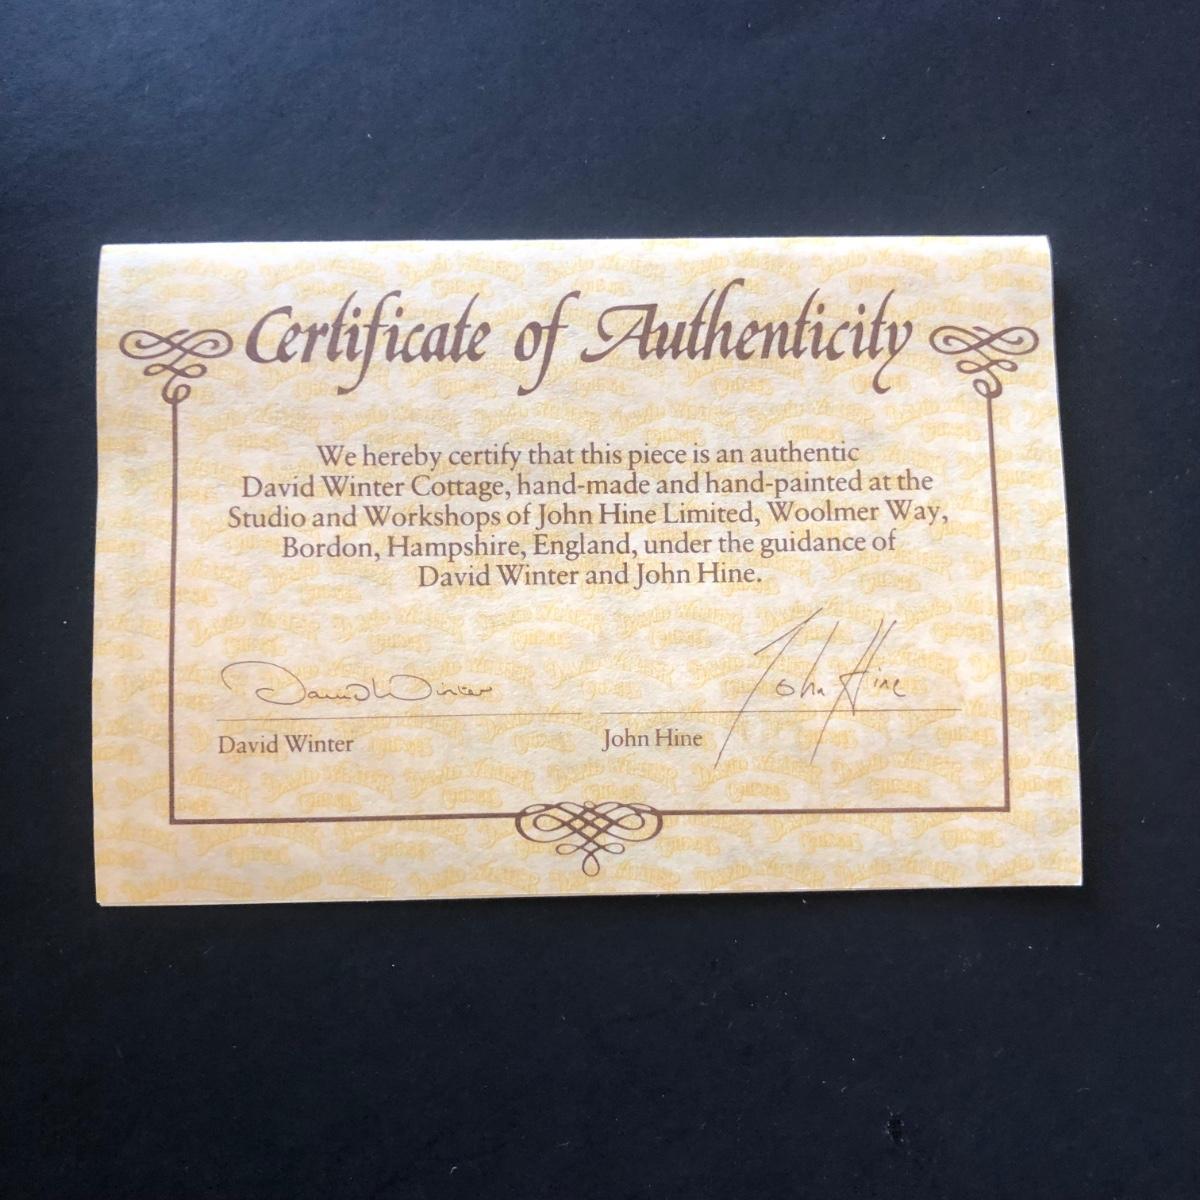 Certificate of Authenticity
We hereby certify that this piece is an authentic
David Winter Cottage, hand-made and hand-painted at the
Studio and Workshops of John Hine Limited, Woolmer Way,
Bordon, Hampshire, England, under the guidance of
David Winter and John Hine.
David Winter John Hine
David Winter John Hine